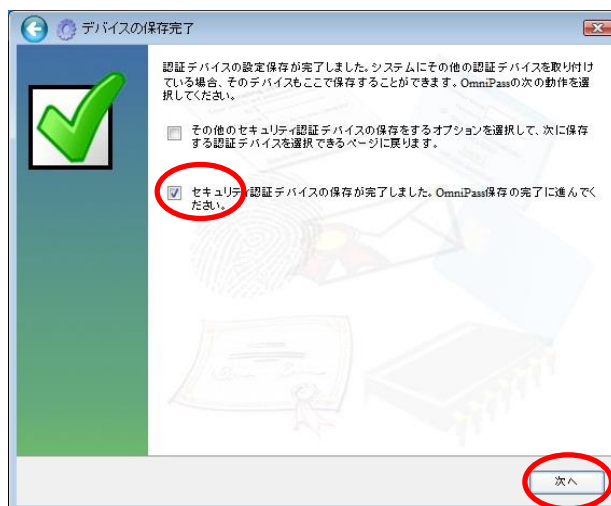 デバイスの保存完了
認証デバイスの設定保存が完了しました。システムにその他の認証デバイスを取り付け
ている場合、そのデバイスもここで保存することができます。OmniPassの次の動作を選
択してください。
その他のセキュリティ認証デバイスの保存をするオプションを選択して、次に保存
する認証デバイスを選択できるページに戻ります。
セキュリティ認証デバイスの保存が完了しました。OmniPass保存の完了に進んでく
ださい。
次へ